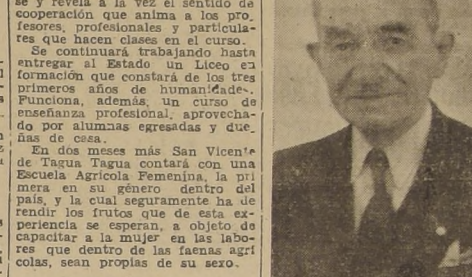 se y revela a la vez el sentido de
cooperación que anima a los pro-
fesores, profesionales y particula-
res que hacen clases en el curso.
Se continuará trabajando hasta
entregar al Estado un Liceo en
formación que constará de los tres
primeros años de humanidades.
Funciona, además, un curso de
enseñanza profesional, aprovecha-
do por alumnas egresadas y due-
ñas de casa.
En dos meses más San Vicente
de Tagua Tagua contará con una
Escuela Agrícola Femenina, la pri
mera en su género dentro del
país, y la cual seguramente ha de
rendir los frutos que de esta ex-
periencia se esperan, a objeto de
capacitar a la mujer en las labo-
res que dentro de las faenas agrí
colas, sean propias de su sexo.